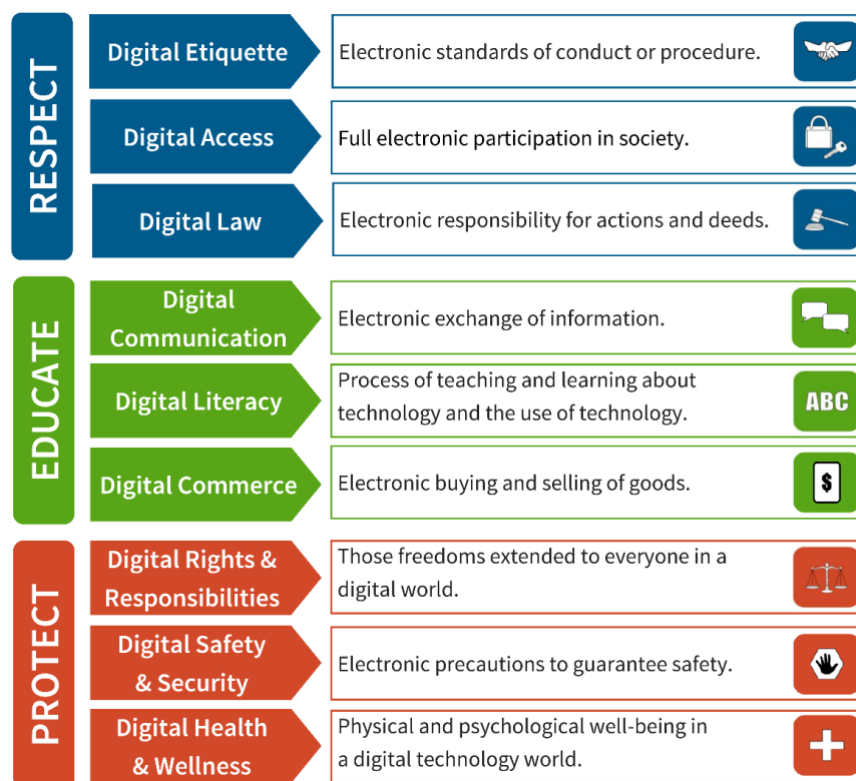 RESPECT
Digital Etiquette
Electronic standards of conduct or procedure.
Digital Access
Full electronic participation in society.
Digital Law
Electronic responsibility for actions and deeds.
EDUCATE
Digital
Communication
Electronic exchange of information.
Digital Literacy
Process of teaching and learning about
technology and the use of technology.
ABC
Digital Commerce
Electronic buying and selling of goods.
$
PROTECT
Digital Rights &
Responsibilities
Those freedoms extended to everyone in a
digital world.
Digital Safety
& Security
Electronic precautions to guarantee safety.
Digital Health
& Wellness
Physical and psychological well-being in
a digital technology world.